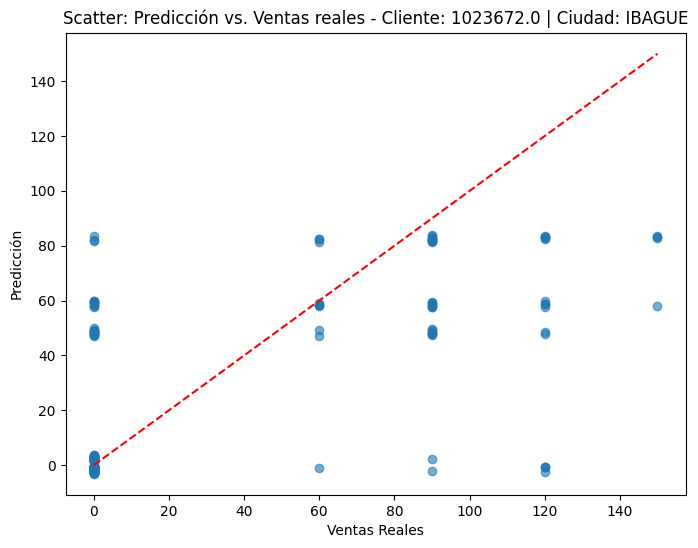 Scatter: Predicción vs. Ventas reales - Cliente: 1023672.0 | Ciudad: IBAGUE
140
120
100
80
60
40
20
0
Predicción
0 20 40 60 80 100 120 140
Ventas Reales